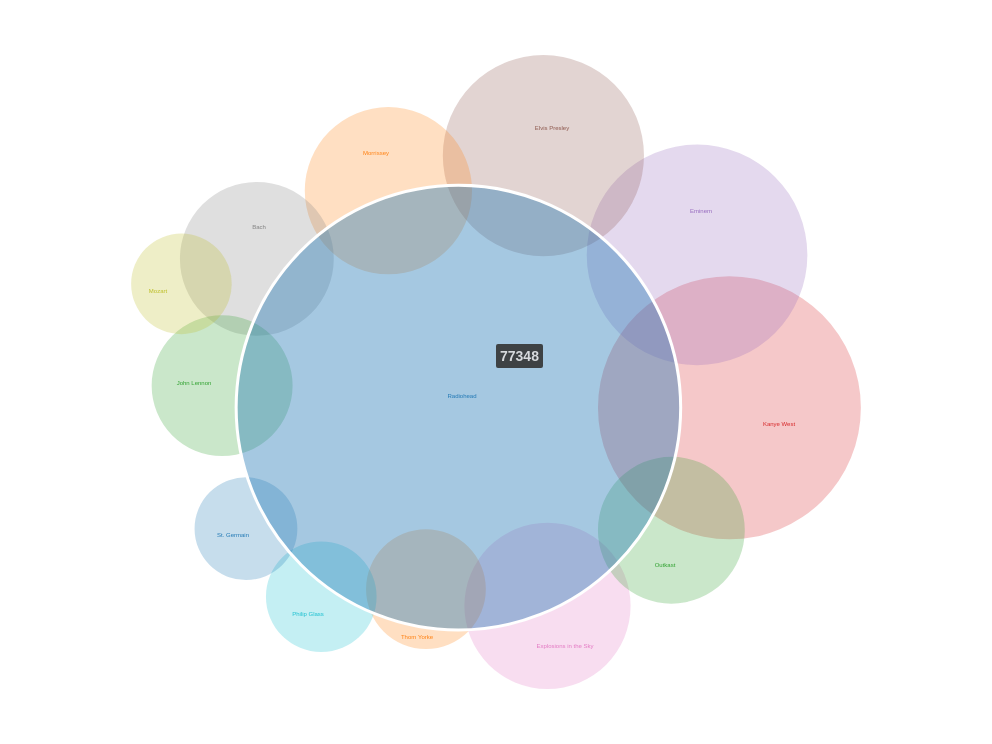 Elvis Presley
Morrissey
Eminem
Bach
Mozart
77348
John Lennon
Radiohead
Kanye West
St. Germain
Outkast
Philip Glass
Thom Yorke
Explosions in the Sky